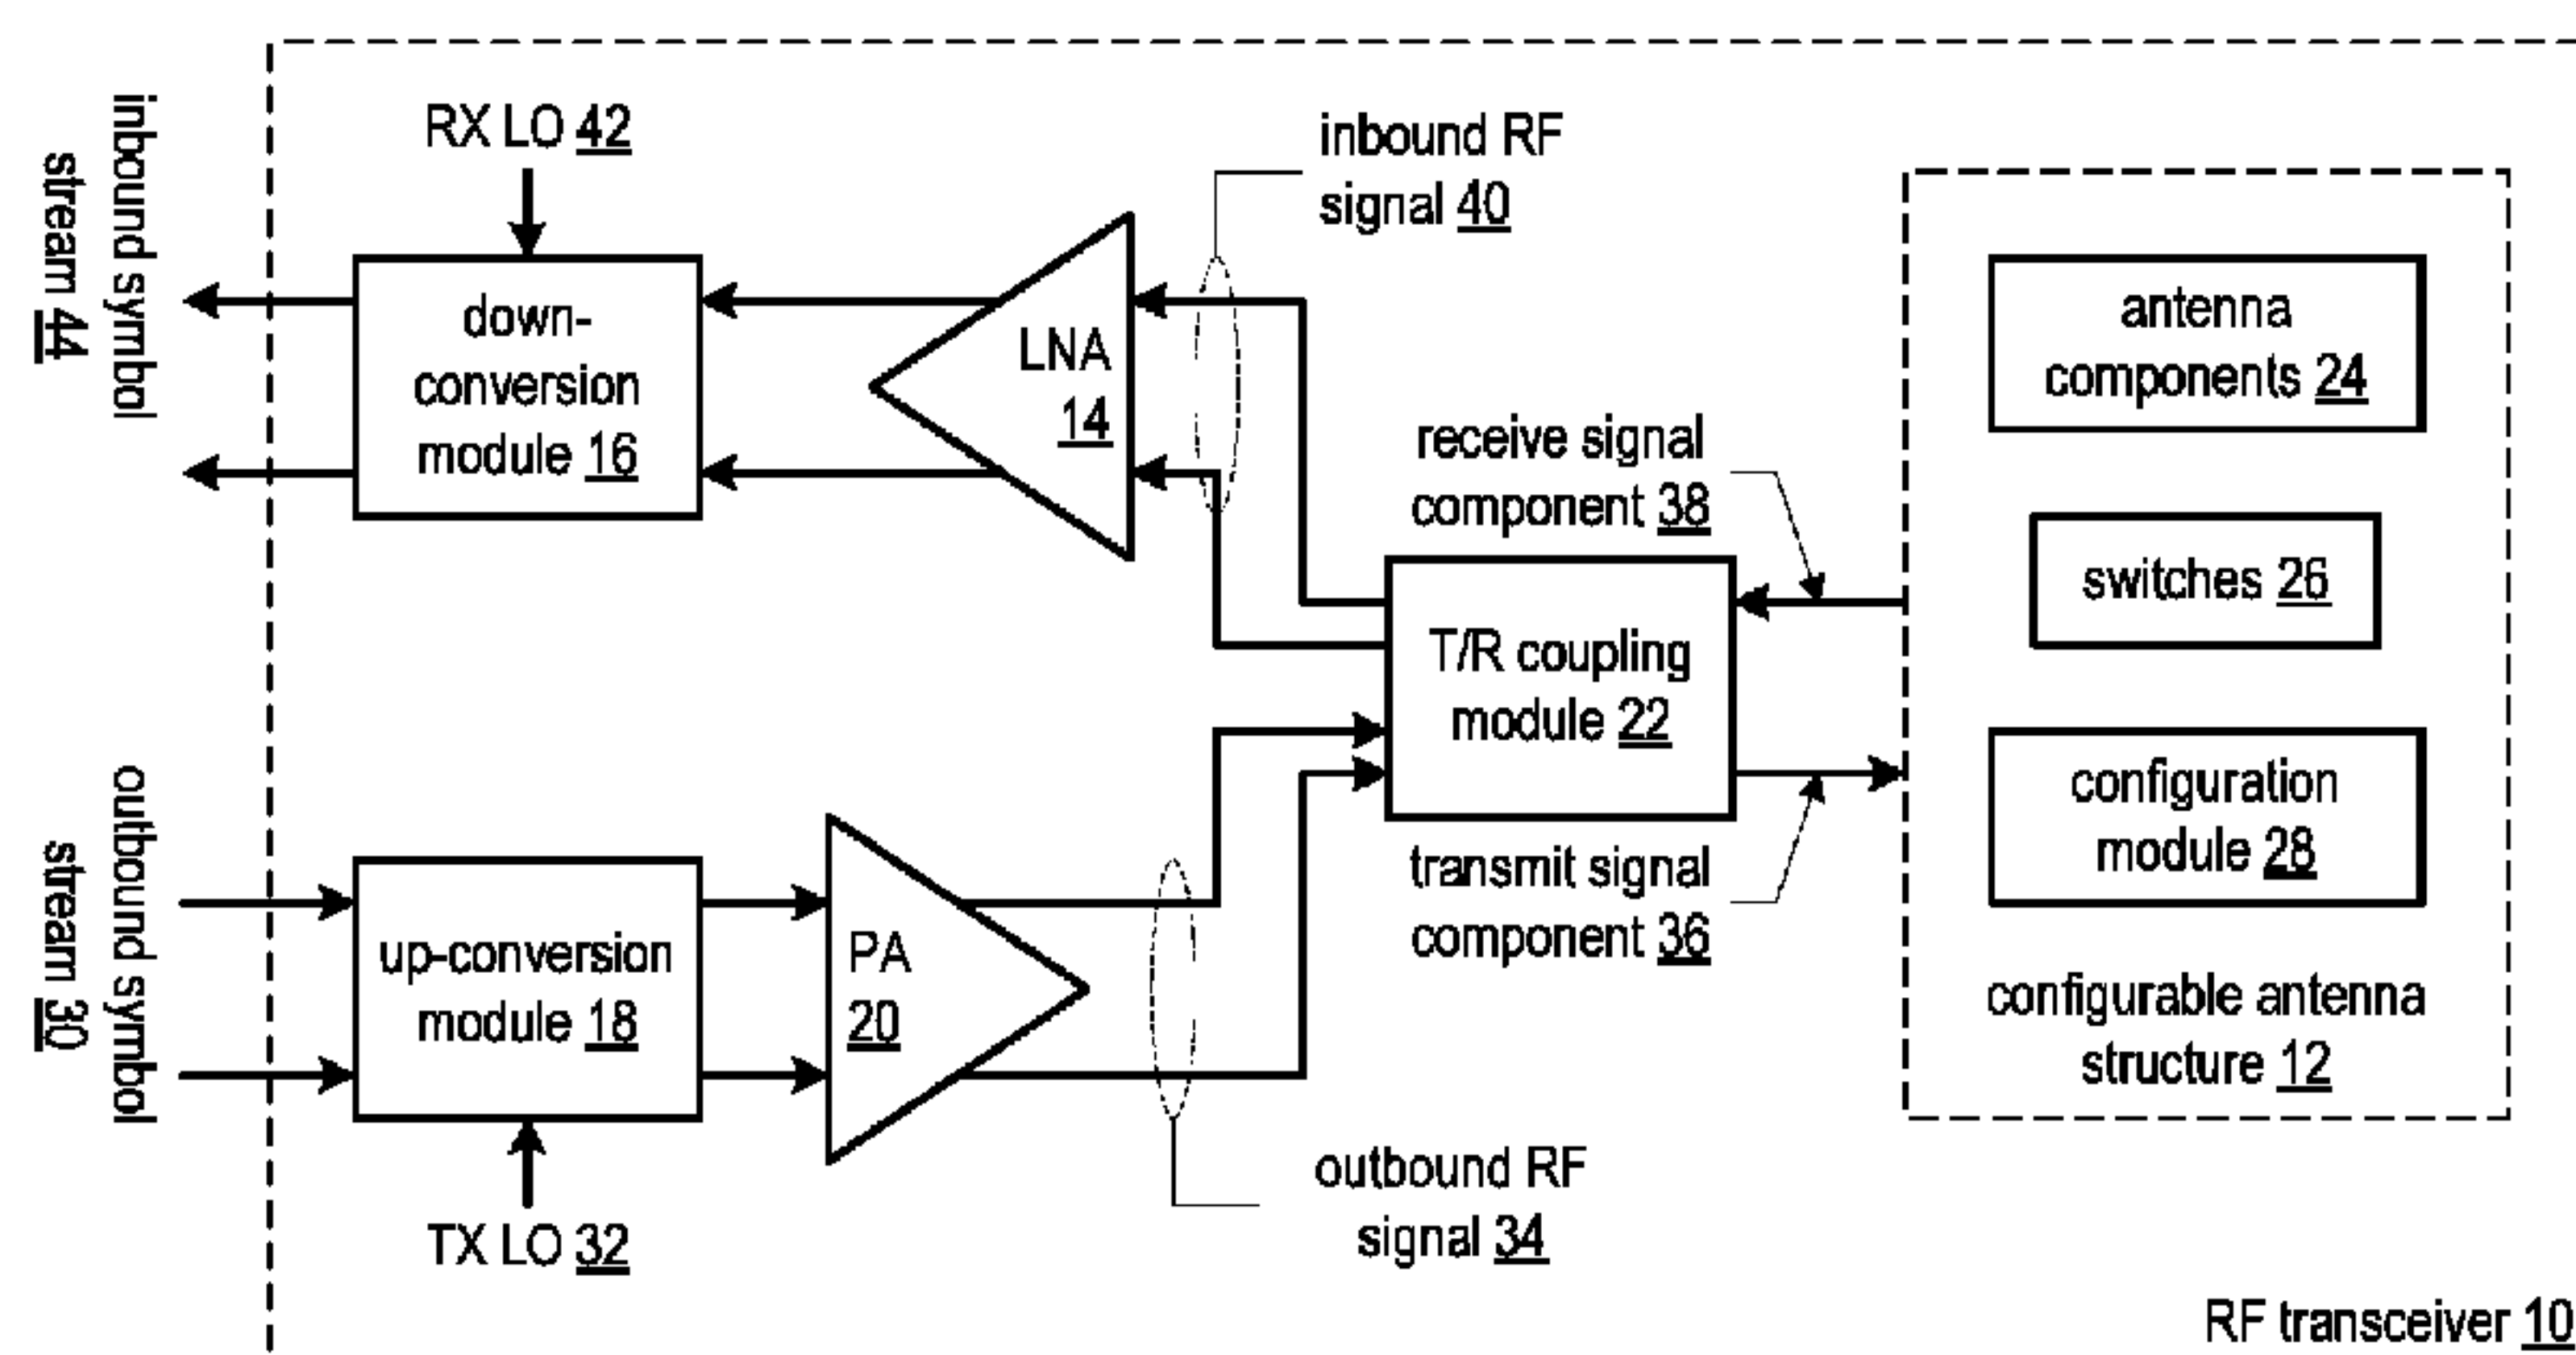 inbound symbol
stream 44
RX LO 42
down-
conversion
module 16
LNA
14
inbound RF
signal 40
receive signal
component 38
T/R coupling
module 22
antenna
components 24
switches 26
configuration
module 28
configurable antenna
structure 12
transmit signal
component 36
outbound symbol
stream 30
up-conversion
module 18
TX LO 32
PA
20
outbound RF
signal 34
RF transceiver 10